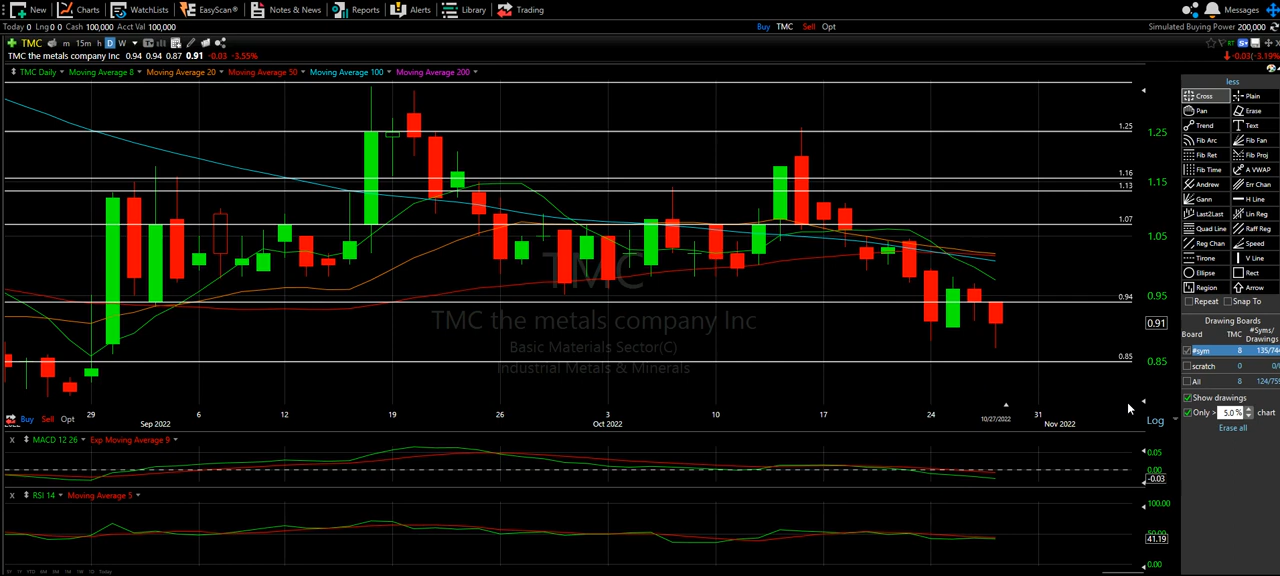 New Charts WatchLists EasyScan® Notes & News Reports Alerts Library Trading Messages
Today 0 Lng 0 0 Cash 100,000 Acct Val 100,000 Buy TMC Sell Opt Simulated Buying Power 200,000
TMC m 15m h D W
TMC the metals company Inc 0.94 0.94 0.87 0.91 -0.03 -3.55%
-0.03(-3.19%
TMC Daily Moving Average 8 Moving Average 20 Moving Average 50 Moving Average 100 Moving Average 200
less
Cross Plain
Pan Erase
Trend Text
Fib Arc Fib Fan
Fib Ret Fib Proj
Fib Time A VWAP
Andrew Err Chan
Gann H Line
Last2Last Lin Reg
Quad Line Raff Reg
Reg Chan Speed
Tirone V Line
Ellipse Rect
Region Arrow
Repeat Snap To
Drawing Boards
Board TMC #Syms/
Drawings
#sym 8 135/74
scratch 0 0/
All 8 124/75
Show drawings
Only > 5.0 % chart
Erase all
1.25
1.16
1.13
1.07
0.94
0.85
1.25
1.15
1.05
0.95
0.91
0.85
TMC
TMC the metals company Inc
Basic Materials Sector(C)
Industrial Metals & Minerals
Buy Sell Opt
29 6 12 19 26 3 10 17 24 10/27/2022 31
Sep 2022 Oct 2022 Nov 2022
Log
X MACD 12 26 Exp Moving Average 9
0.05
0.00
-0.03
X RSI 14 Moving Average 5
100.00
41.19
0.00